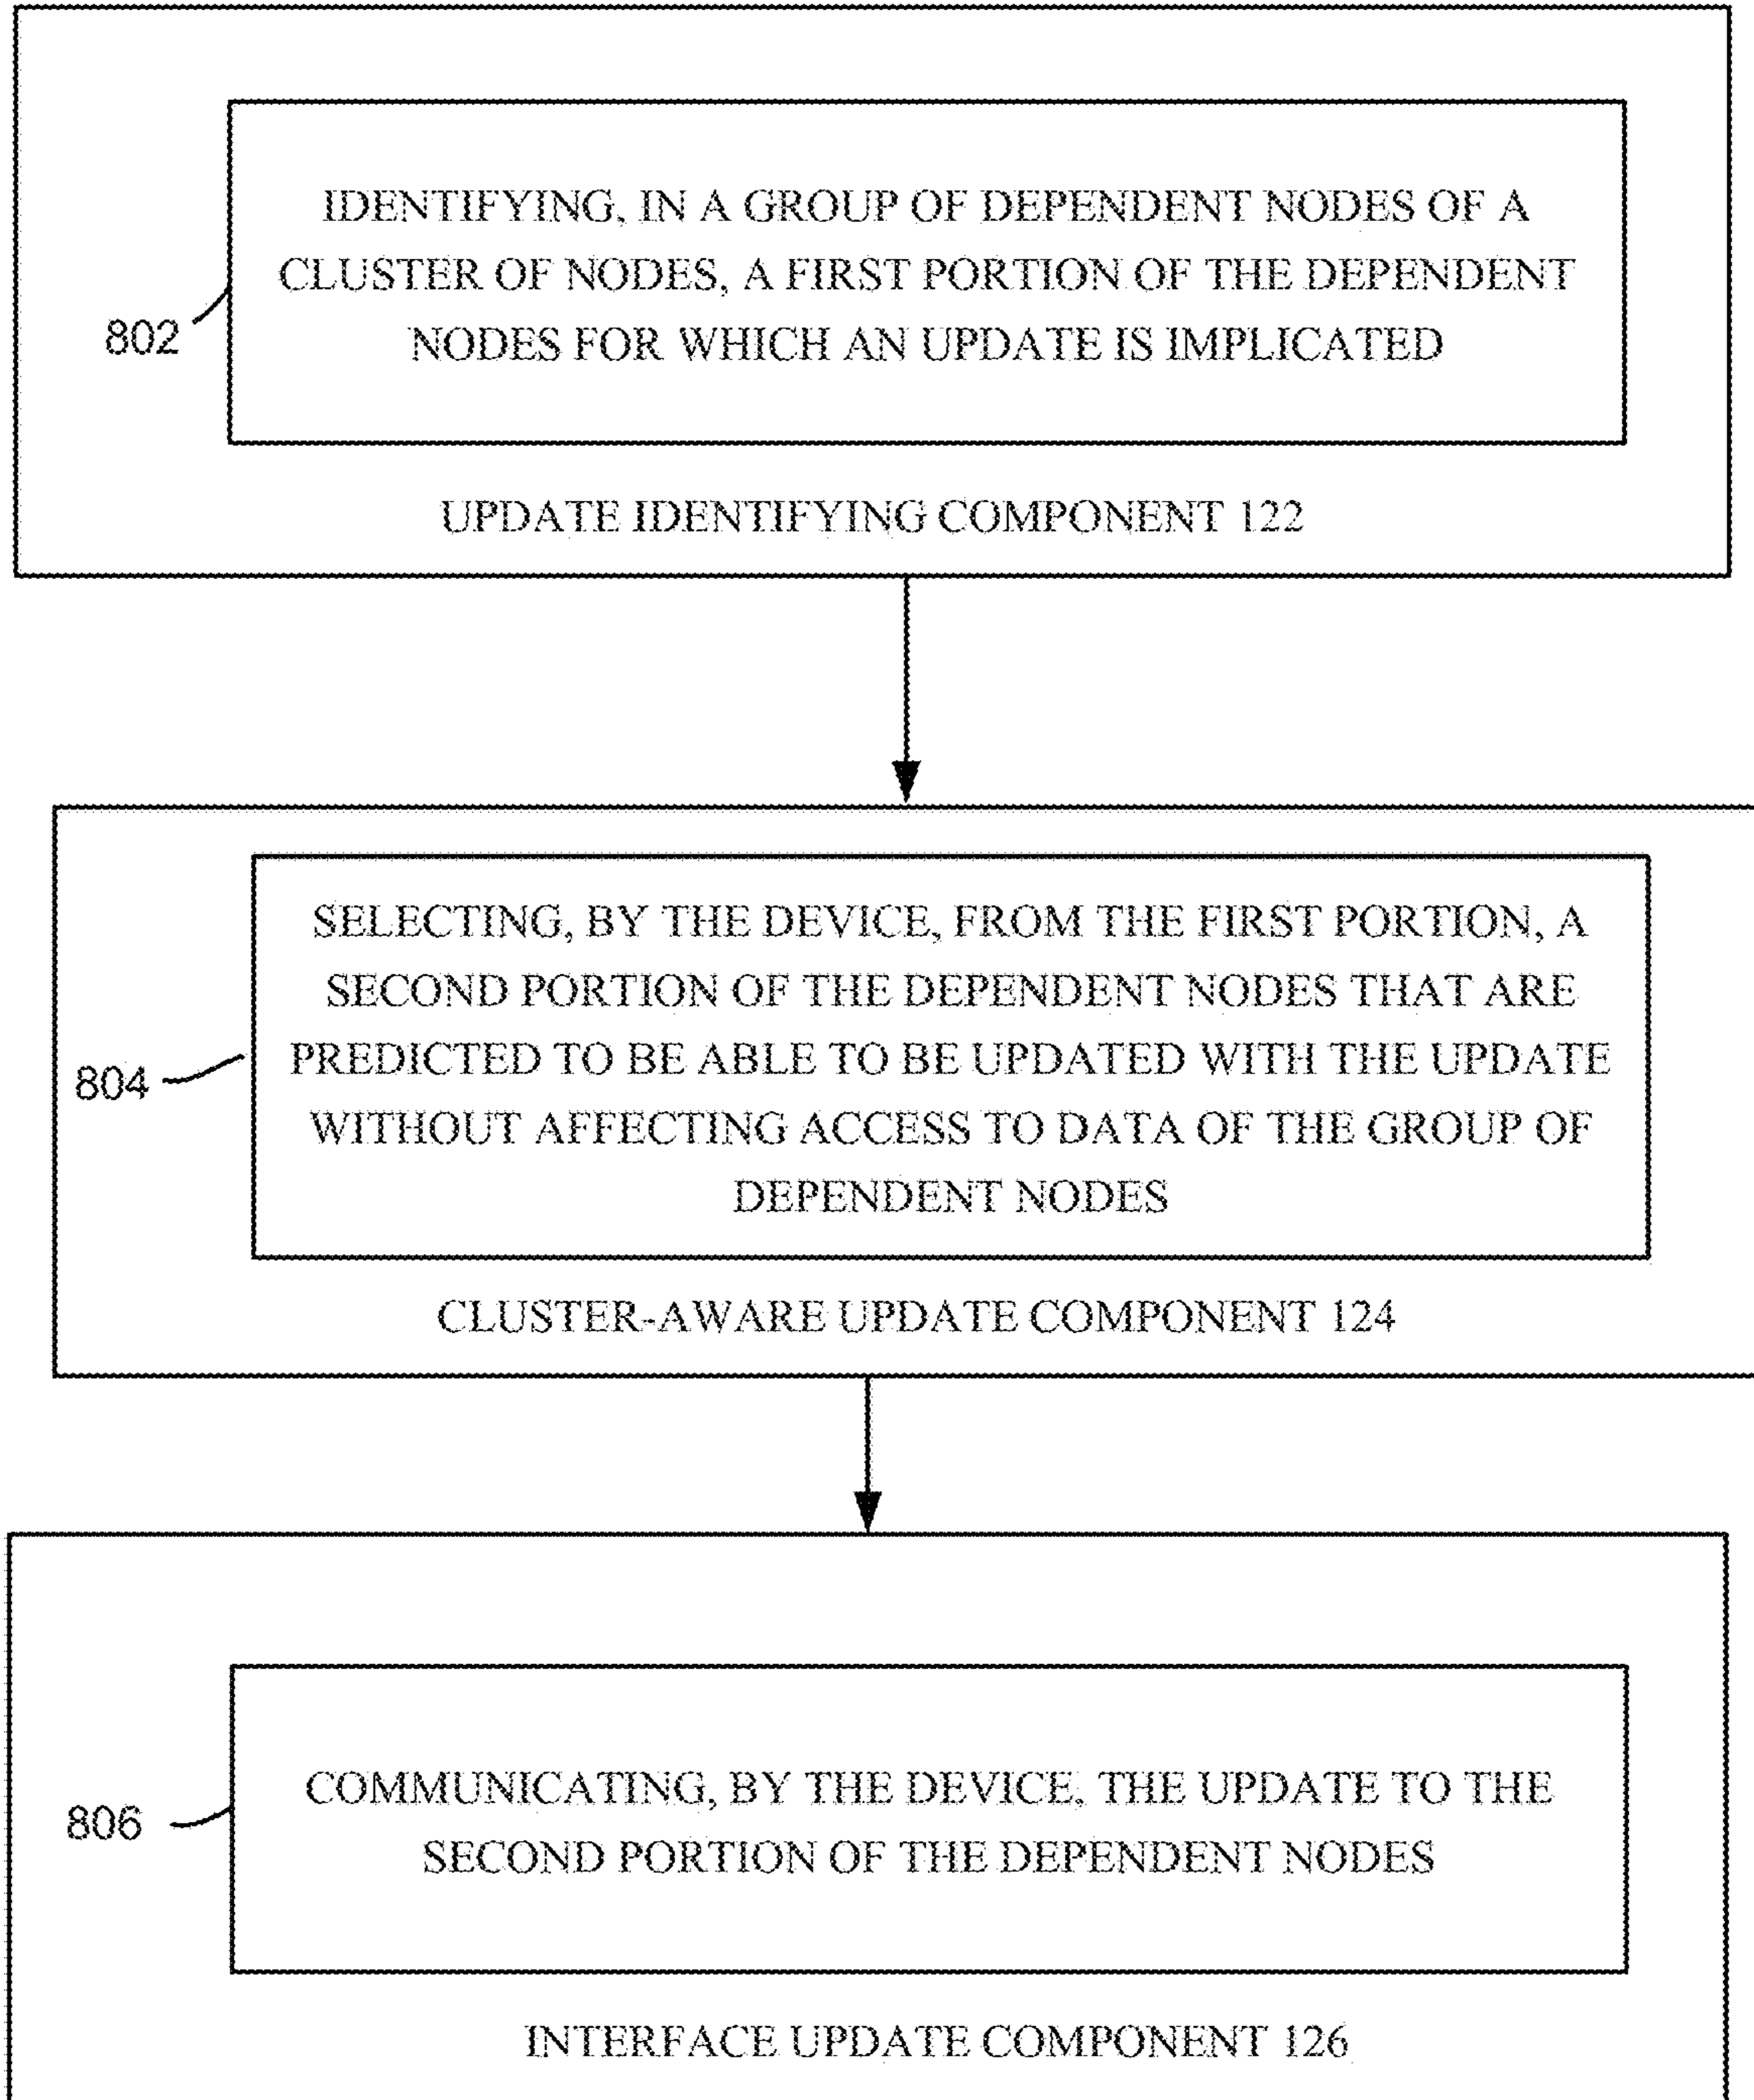 IDENTIFYING, IN A GROUP OF DEPENDENT NODES OF A
CLUSTER OF NODES, A FIRST PORTION OF THE DEPENDENT
NODES FOR WHICH AN UPDATE IS IMPLICATED
802
UPDATE IDENTIFYING COMPONENT 122
SELECTING, BY THE DEVICE, FROM THE FIRST PORTION, A
SECOND PORTION OF THE DEPENDENT NODES THAT ARE
PREDICTED TO BE ABLE TO BE UPDATED WITH THE UPDATE
804
WITHOUT AFFECTING ACCESS TO DATA OF THE GROUP OF
DEPENDENT NODES
CLUSTER-AWARE UPDATE COMPONENT 124
COMMUNICATING, BY THE DEVICE, THE UPDATE TO THE
806
SECOND PORTION OF THE DEPENDENT NODES
INTERFACE UPDATE COMPONENT 126